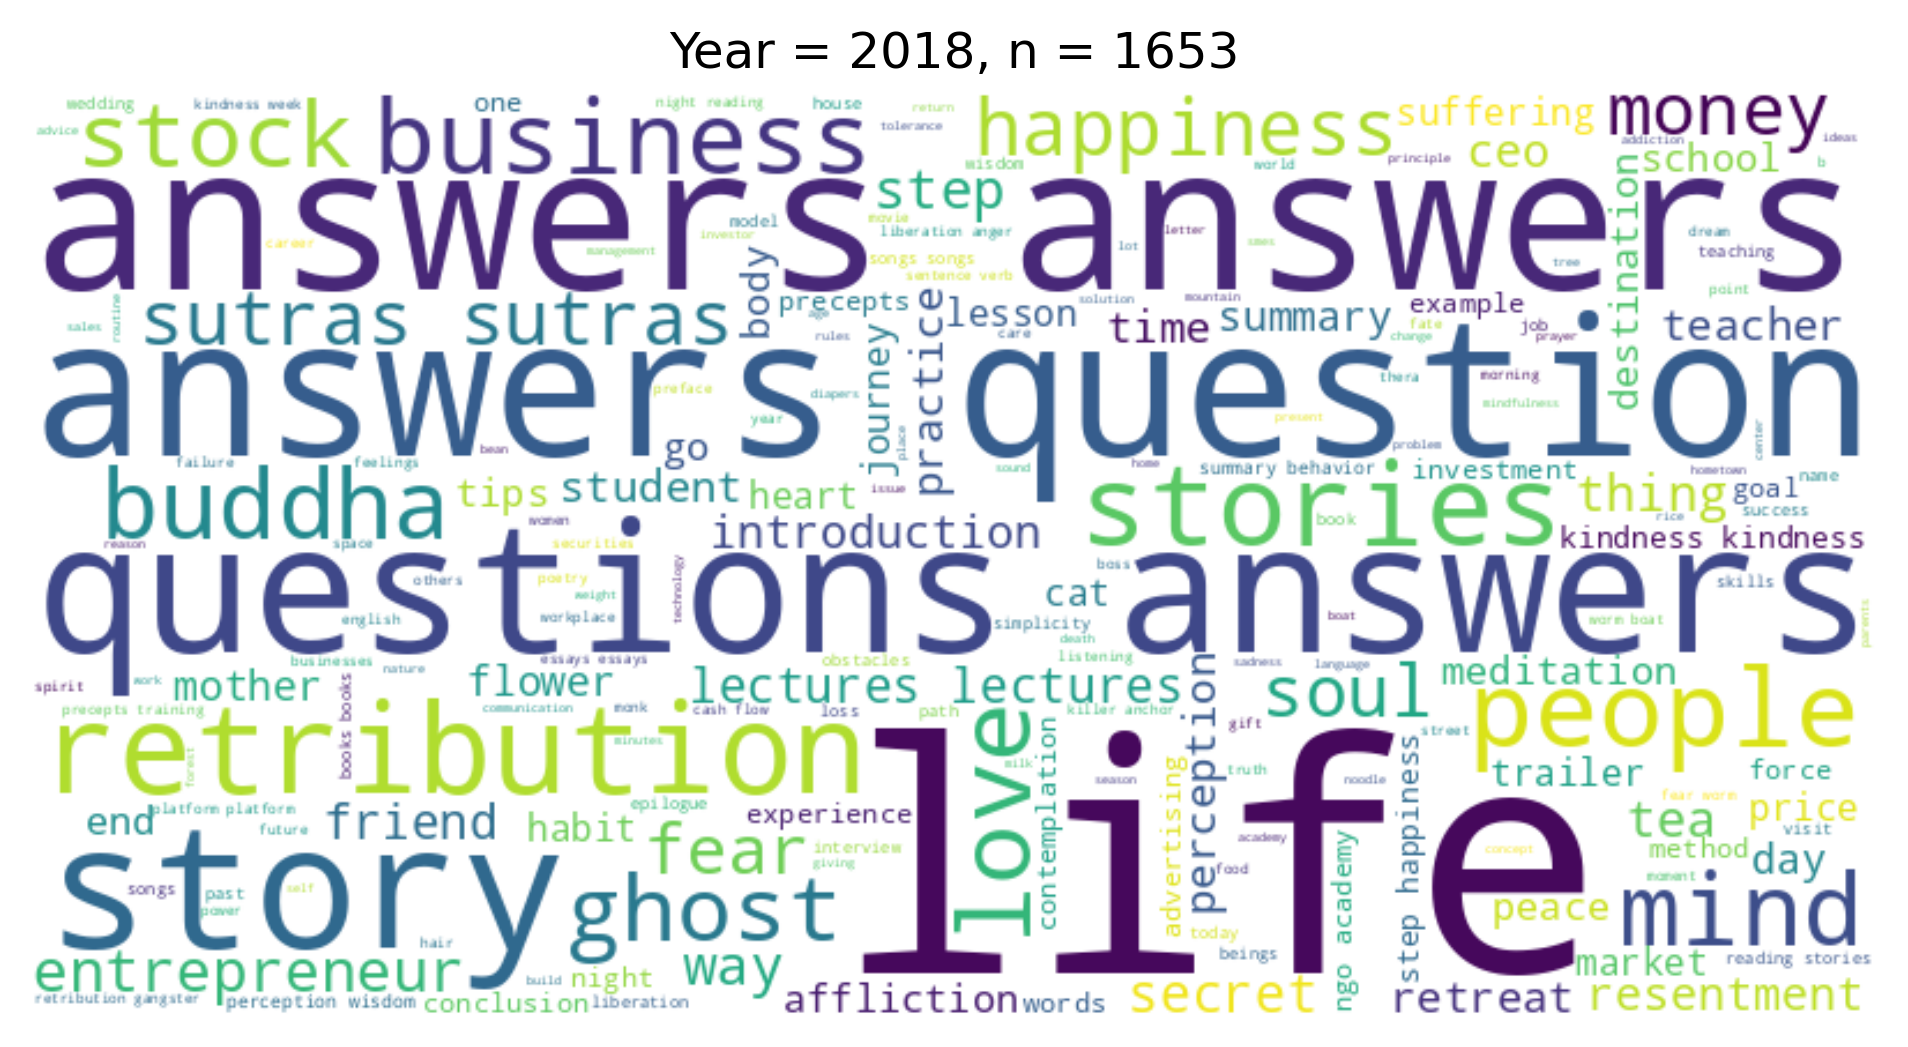 Year = 2018, n = 1653
wedding
kindness week
one
night reading
house
return
happiness
suffering
money
advice
stock
business
tolerance
addiction
ideas
wisdom
world
principle
ceo
school
b
answers
step
answers
destination
career
model
management
investor
movie
liberation anger
songs songs
sentence verb
lot
letter
smes
tree
dream
teaching
point
body
sutras sutras
precepts
age
practice
lesson
solution
mountain
time
summary
example
fate
change
job
prayer
teacher
sales
routine
rules
care
journey
answers
question
preface
diapers
year
place
thera
morning
mindfulness
present
problem
center
bean
go
failure
feelings
buddha
tips
student
heart
issue
sound
home
summary behavior
investment
hometown
name
stories
thing
goal
success
rice
book
women
introduction
kindness kindness
reason
space
securities
questions
answers
others
poetry
weight
technology
boss
cat
skills
english
workplace
simplicity
boat
worm boat
parents
death
businesses
nature
essays essays
obstacles
listening
sadness
language
spirit
work
mother
flower
lectures lectures
perception
soul
meditation
people
precepts training
books books
communication
monk
cash flow
loss
path
killer anchor
gift
street
retribution
forest
minutes
life
love
milk
contemplation
season
advertising
truth
noodle
step happiness
trailer
force
platform platform
epilogue
experience
fear worm
price
end
future
friend
habit
fear
interview
giving
academy
ngo academy
concept
tea
visit
method
day
story
songs
past
self
power
ghost
food
moment
peace
mind
hair
today
beings
entrepreneur
build
night
way
market
reading stories
retribution gangster
perception wisdom
conclusion
liberation
affliction
words
secret
retreat
resentment